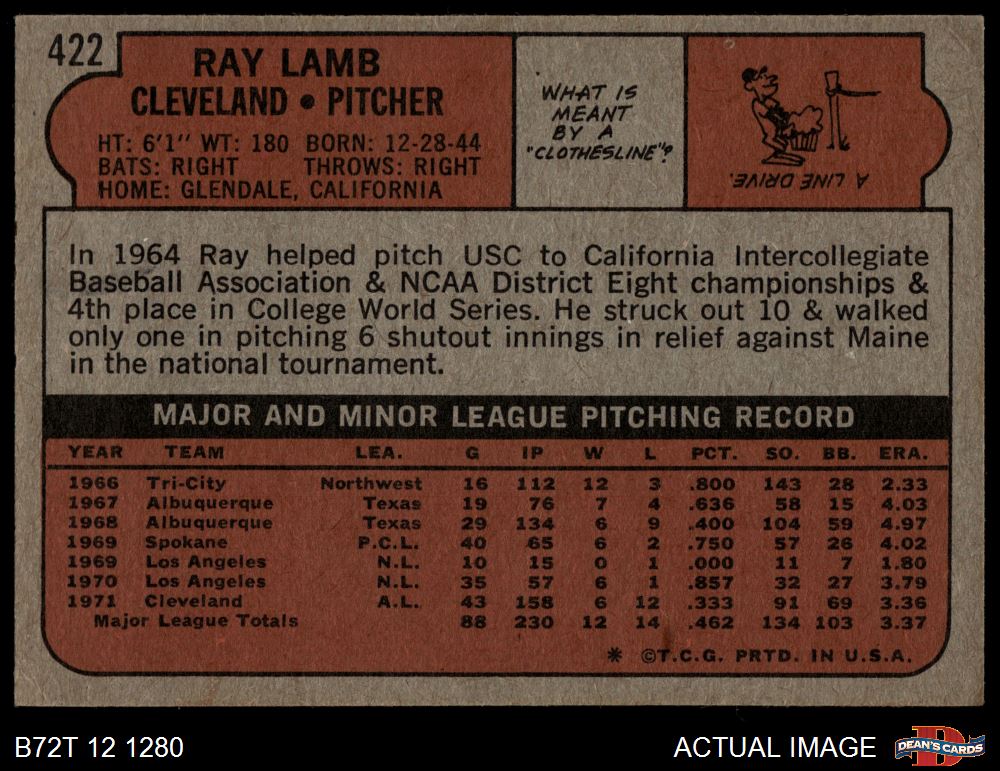 422
RAY LAMB
CLEVELAND • PITCHER
HT: 6'1" WT: 180 BORN: 12-28-44
BATS: RIGHT THROWS: RIGHT
HOME: GLENDALE, CALIFORNIA
WHAT IS
MEANT
BY A
"CLOTHESLINE"?
A LINE DRIVE.
In 1964 Ray helped pitch USC to California Intercollegiate
Baseball Association & NCAA District Eight championships &
4th place in College World Series. He struck out 10 & walked
only one in pitching 6 shutout innings in relief against Maine
in the national tournament.
MAJOR AND MINOR LEAGUE PITCHING RECORD
YEAR TEAM LEA. G IP W L PCT. SO. BB. ERA.
1966 Tri-City Northwest 16 112 12 3 .800 143 28 2.33
1967 Albuquerque Texas 19 76 7 4 .636 58 15 4.03
1968 Albuquerque Texas 29 134 6 9 .400 104 59 4.97
1969 Spokane P.C.L. 40 65 6 2 .750 57 26 4.02
1969 Los Angeles N.L. 10 15 0 1 .000 11 7 1.80
1970 Los Angeles N.L. 35 57 6 1 .857 32 27 3.79
1971 Cleveland A.L. 43 158 6 12 .333 91 69 3.36
Major League Totals 88 230 12 14 .462 134 103 3.37
* ©T.C.G. PRTD. IN U.S.A.
B72T 12 1280
ACTUAL IMAGE
D
DEAN'S CARDS